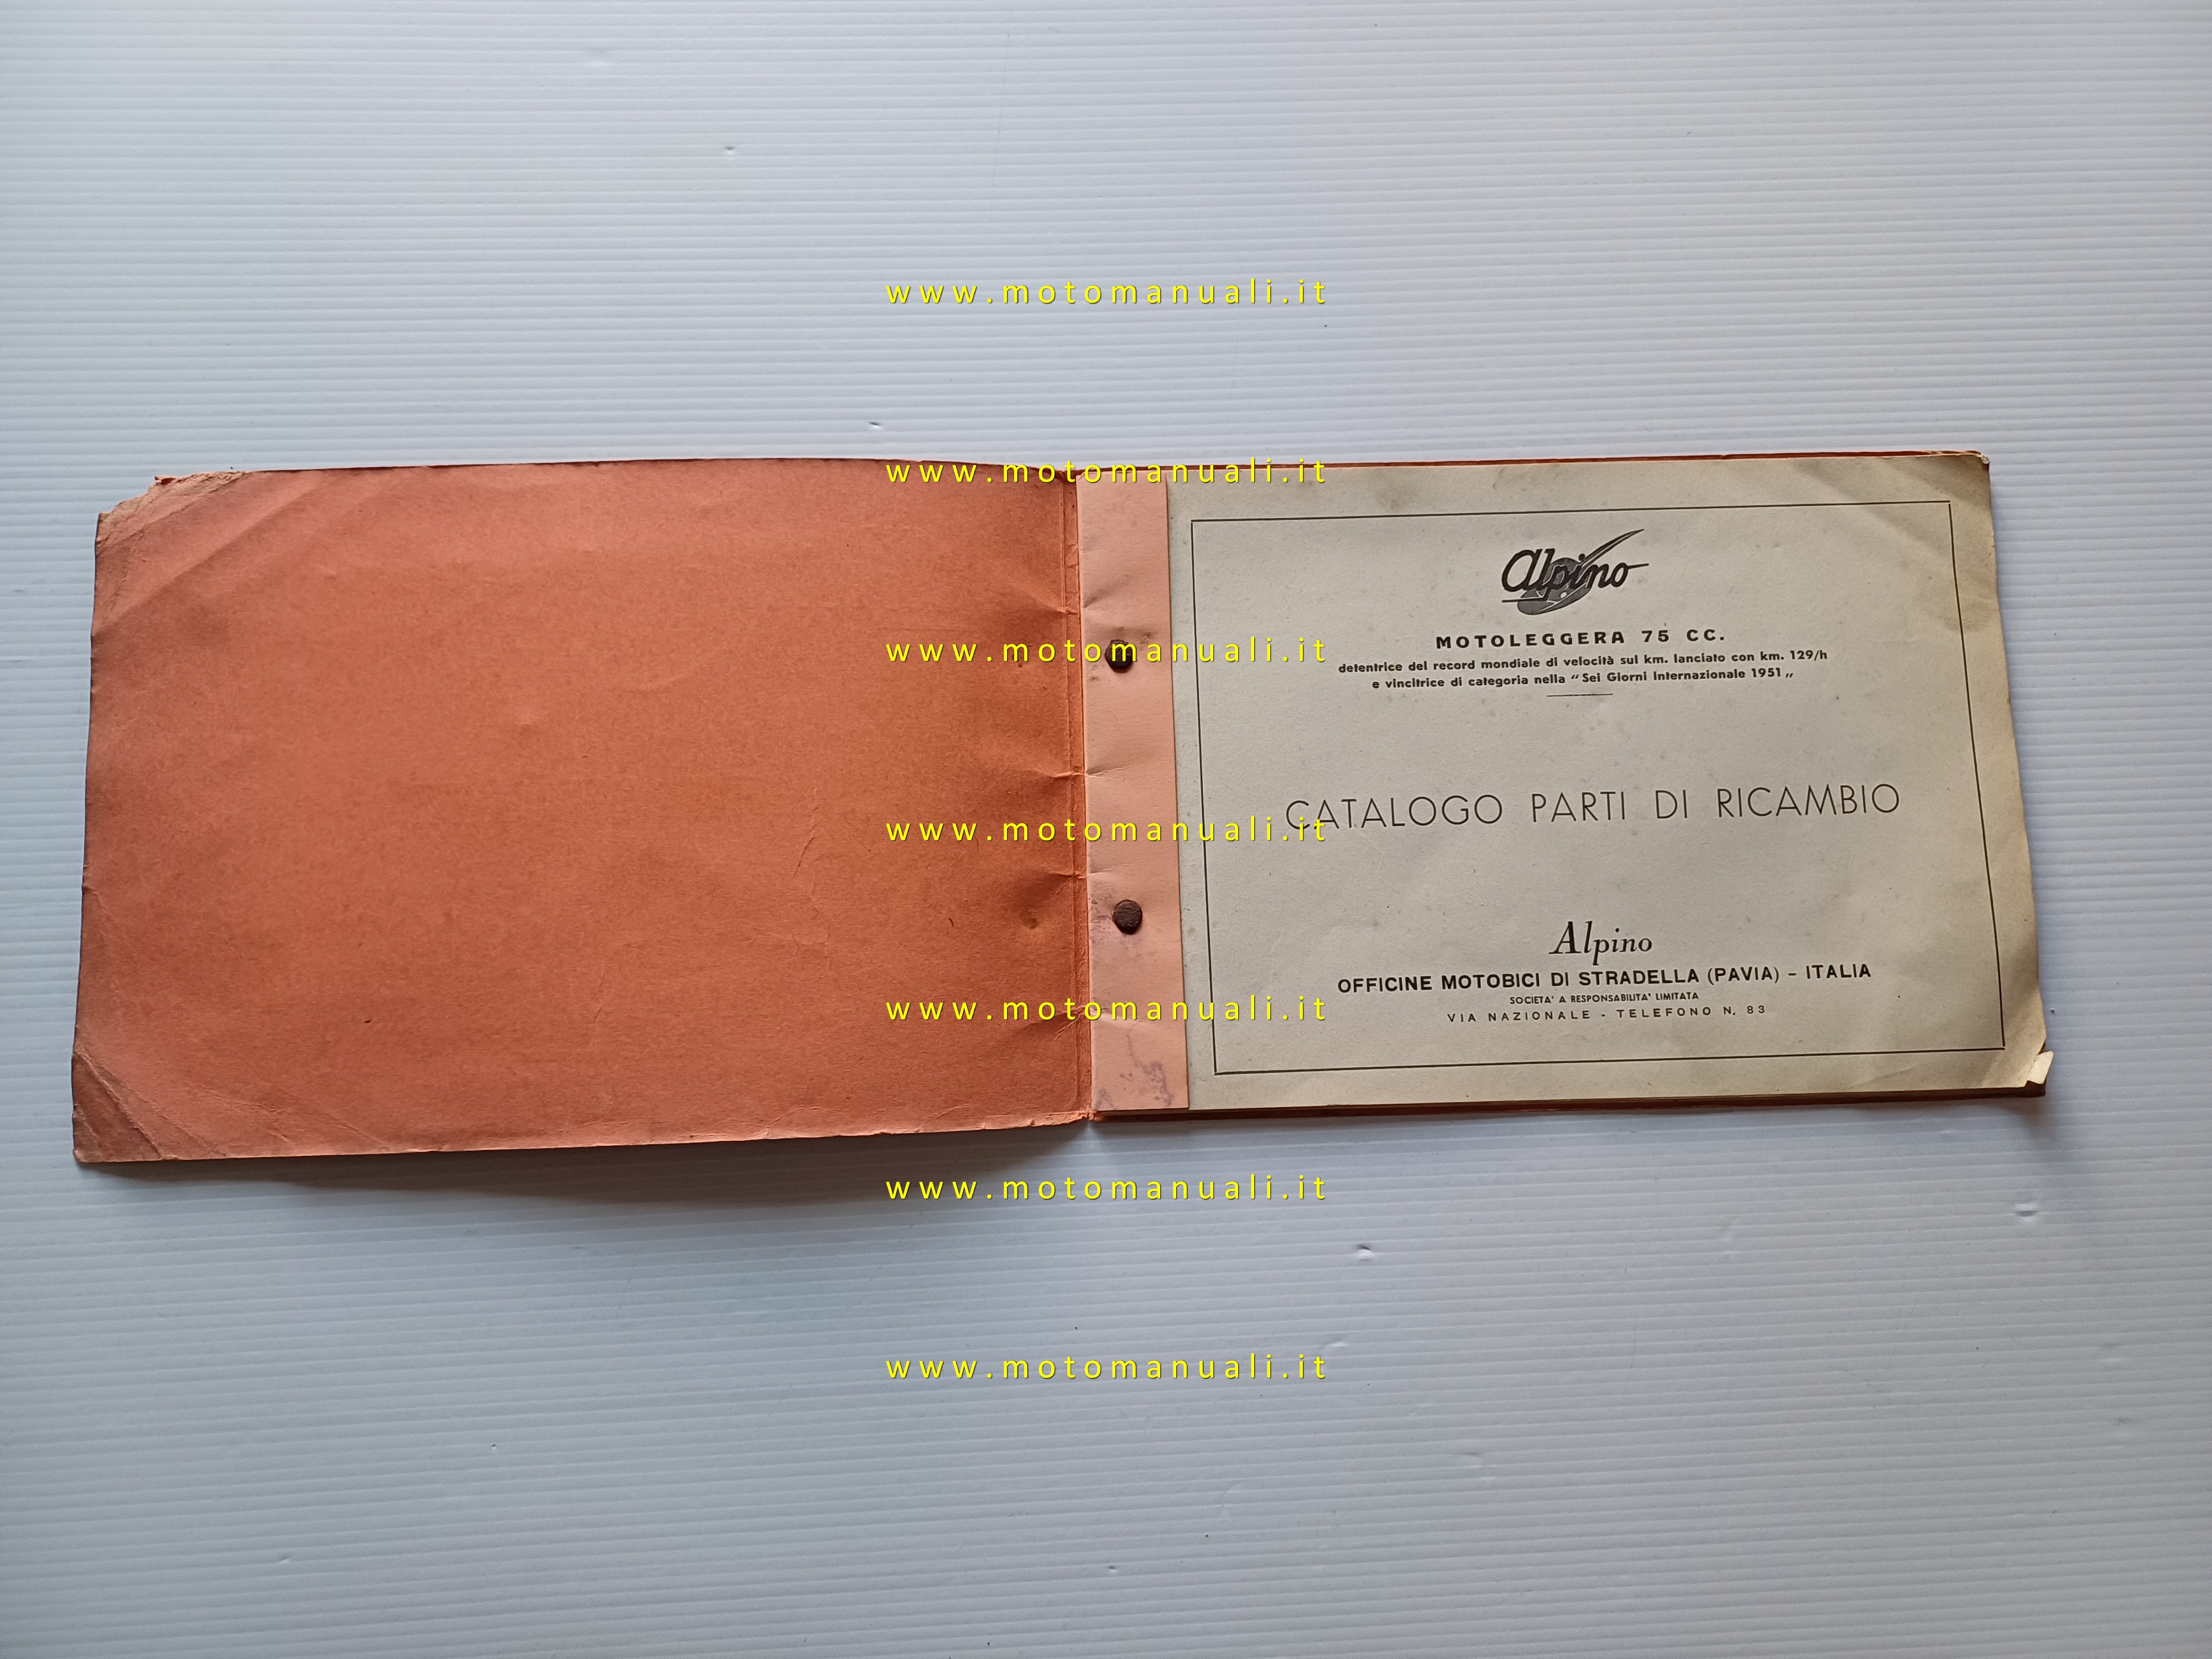 www.motomanuali.it
www.motomanuali.it
Alpino
www.motomanuali.it
MOTOLEGGERA 75 CC.
detentrice del record mondiale di velocità sul km. lanciato con km. 129/h
e vincitrice di categoria nella “Sei Giorni Internazionale 1951„
CATALOGO PARTI DI RICAMBIO
www.motomanuali.it
Alpino
OFFICINE MOTOBICI DI STRADELLA (PAVIA) - ITALIA
SOCIETA' A RESPONSABILITA' LIMITATA
VIA NAZIONALE - TELEFONO N. 83
www.motomanuali.it
www.motomanuali.it
www.motomanuali.it